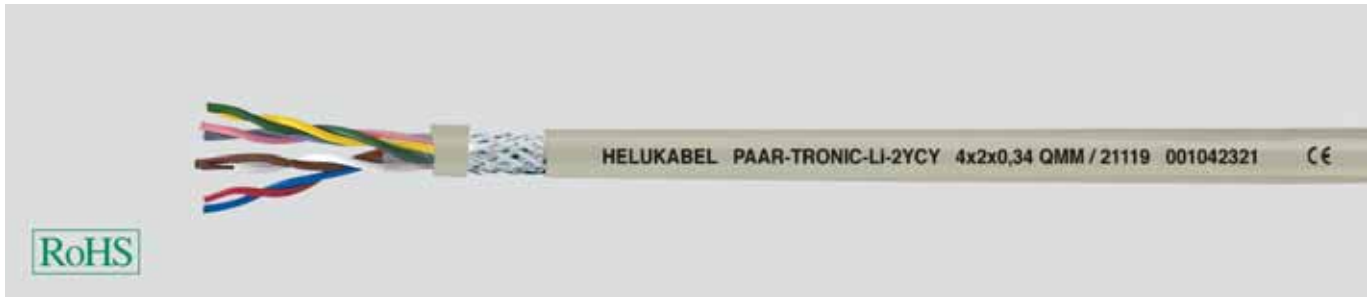 HELUKABEL PAAR-TRONIC-Li-2YCY 4x2x0,34 QMM / 21119 001042321 CE
RoHS